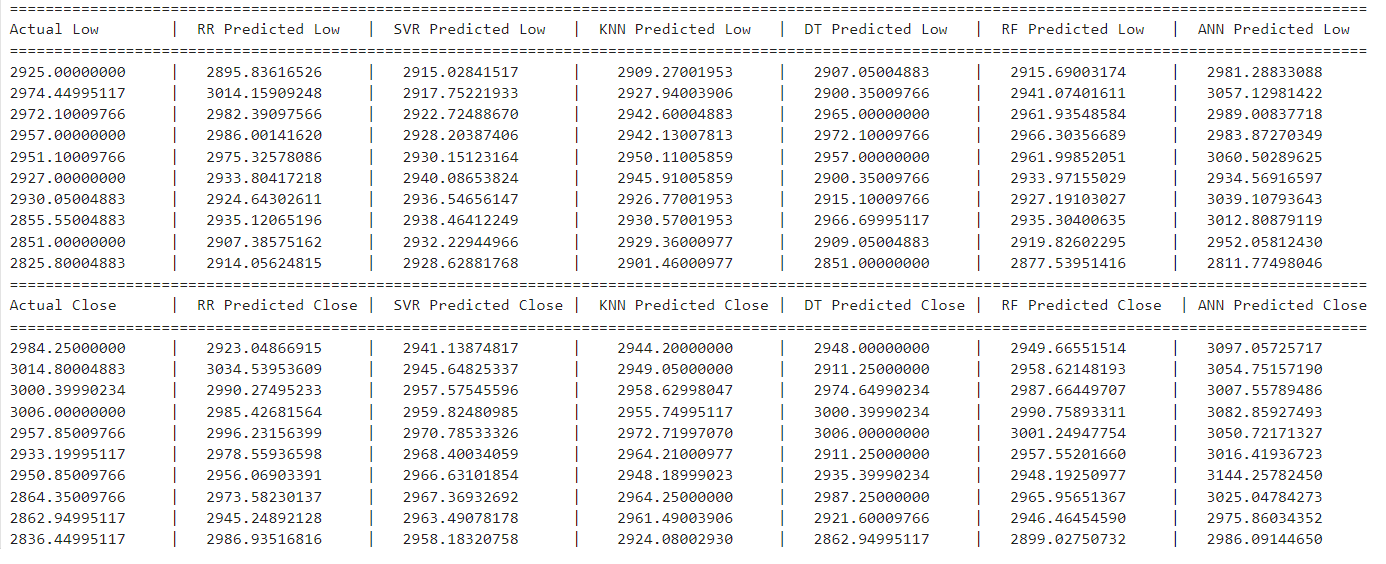 ==========================================================================================================================================================
Actual Low | RR Predicted Low | SVR Predicted Low | KNN Predicted Low | DT Predicted Low | RF Predicted Low | ANN Predicted Low
==========================================================================================================================================================
2925.00000000 | 2895.83616526 | 2915.02841517 | 2909.27001953 | 2907.05004883 | 2915.69003174 | 2981.28833088
2974.44995117 | 3014.15909248 | 2917.75221933 | 2927.94003906 | 2900.35009766 | 2941.07401611 | 3057.12981422
2972.10009766 | 2982.39097566 | 2922.72488670 | 2942.60004883 | 2965.00000000 | 2961.93548584 | 2989.00837718
2957.00000000 | 2986.00141620 | 2928.20387406 | 2942.13007813 | 2972.10009766 | 2966.30356689 | 2983.87270349
2951.10009766 | 2975.32578086 | 2930.15123164 | 2950.11005859 | 2957.00000000 | 2961.99852051 | 3060.50289625
2927.00000000 | 2933.80417218 | 2940.08653824 | 2945.91005859 | 2900.35009766 | 2933.97155029 | 2934.56916597
2930.05004883 | 2924.64302611 | 2936.54656147 | 2926.77001953 | 2915.10009766 | 2927.19103027 | 3039.10793643
2855.55004883 | 2935.12065196 | 2938.46412249 | 2930.57001953 | 2966.69995117 | 2935.30400635 | 3012.80879119
2851.00000000 | 2907.38575162 | 2932.22944966 | 2929.36000977 | 2909.05004883 | 2919.82602295 | 2952.05812430
2825.80004883 | 2914.05624815 | 2928.62881768 | 2901.46000977 | 2851.00000000 | 2877.53951416 | 2811.77498046
==========================================================================================================================================================
Actual Close | RR Predicted Close | SVR Predicted Close | KNN Predicted Close | DT Predicted Close | RF Predicted Close | ANN Predicted Close
==========================================================================================================================================================
2984.25000000 | 2923.04866915 | 2941.13874817 | 2944.20000000 | 2948.00000000 | 2949.66551514 | 3097.05725717
3014.80004883 | 3034.53953609 | 2945.64825337 | 2949.05000000 | 2911.25000000 | 2958.62148193 | 3054.75157190
3000.39990234 | 2990.27495233 | 2957.57545596 | 2958.62998047 | 2974.64990234 | 2987.66449707 | 3007.55789486
3006.00000000 | 2985.42681564 | 2959.82480985 | 2955.74995117 | 3000.39990234 | 2990.75893311 | 3082.85927493
2957.85009766 | 2996.23156399 | 2970.78533326 | 2972.71997070 | 3006.00000000 | 3001.24947754 | 3050.72171327
2933.19995117 | 2978.55936598 | 2968.40034059 | 2964.21000977 | 2911.25000000 | 2957.55201660 | 3016.41936723
2950.85009766 | 2956.06903391 | 2966.63101854 | 2948.18999023 | 2935.39990234 | 2948.19250977 | 3144.25782450
2864.35009766 | 2973.58230137 | 2967.36932692 | 2964.25000000 | 2987.25000000 | 2965.95651367 | 3025.04784273
2862.94995117 | 2945.24892128 | 2963.49078178 | 2961.49003906 | 2921.60009766 | 2946.46454590 | 2975.86034352
2836.44995117 | 2986.93516816 | 2958.18320758 | 2924.08002930 | 2862.94995117 | 2899.02750732 | 2986.09144650